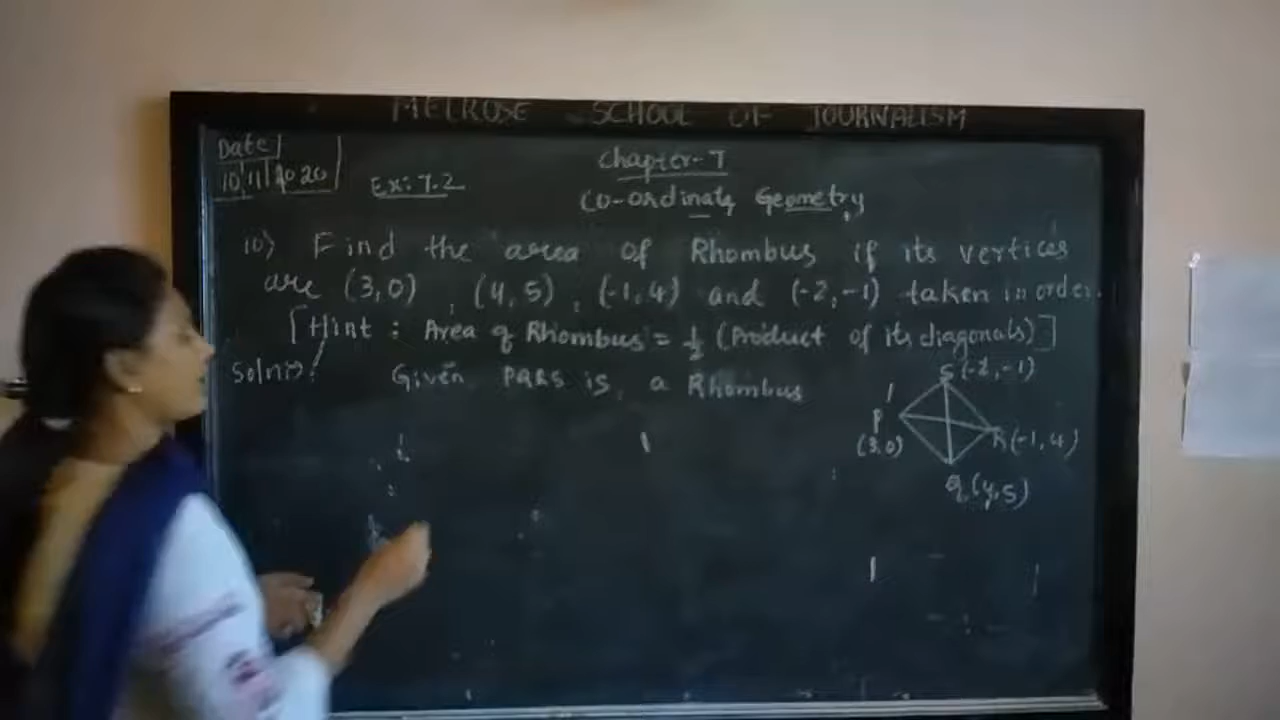 MELROSE SCHOOL OF JOURNALISM
Date
10/11/2020
Chapter-7
Ex: 7.2
Co-ordinate Geometry
10) Find the area of Rhombus if its vertices
are (3,0), (4,5), (-1,4) and (-2,-1) taken in order.
[Hint: Area of Rhombus = 1/2 (Product of its diagonals)]
Given PQRS is a Rhombus
S(-2,-1)
P
(3,0)
R(-1,4)
Q(4,5)